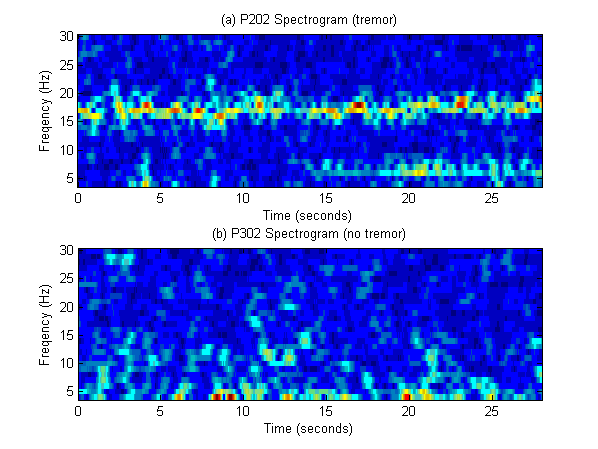 (a) P202 Spectrogram (tremor)
Freqency (Hz)
30
25
20
15
10
5
0 5 10 15 20 25
Time (seconds)
(b) P302 Spectrogram (no tremor)
Freqency (Hz)
30
25
20
15
10
5
0 5 10 15 20 25
Time (seconds)